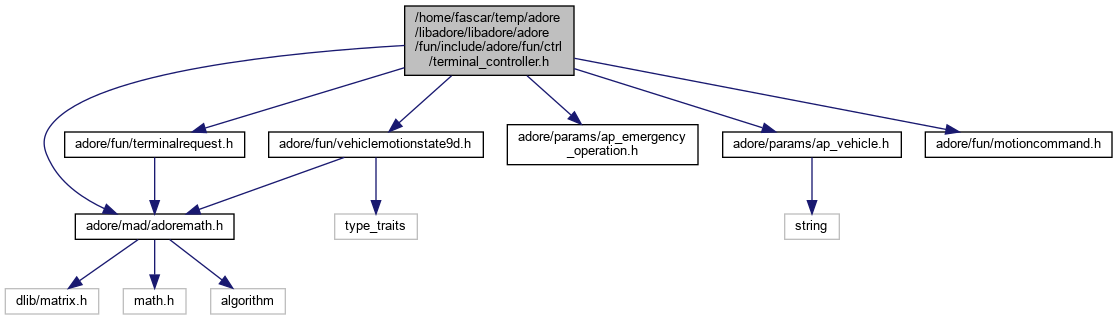 /home/fascar/temp/adore
/libadore/libadore/adore
/fun/include/adore/fun/ctrl
/terminal_controller.h
adore/fun/terminalrequest.h
adore/fun/vehiclemotionstate9d.h
adore/params/ap_emergency
_operation.h
adore/params/ap_vehicle.h
adore/fun/motioncommand.h
adore/mad/adoremath.h
type_traits
string
dlib/matrix.h
math.h
algorithm